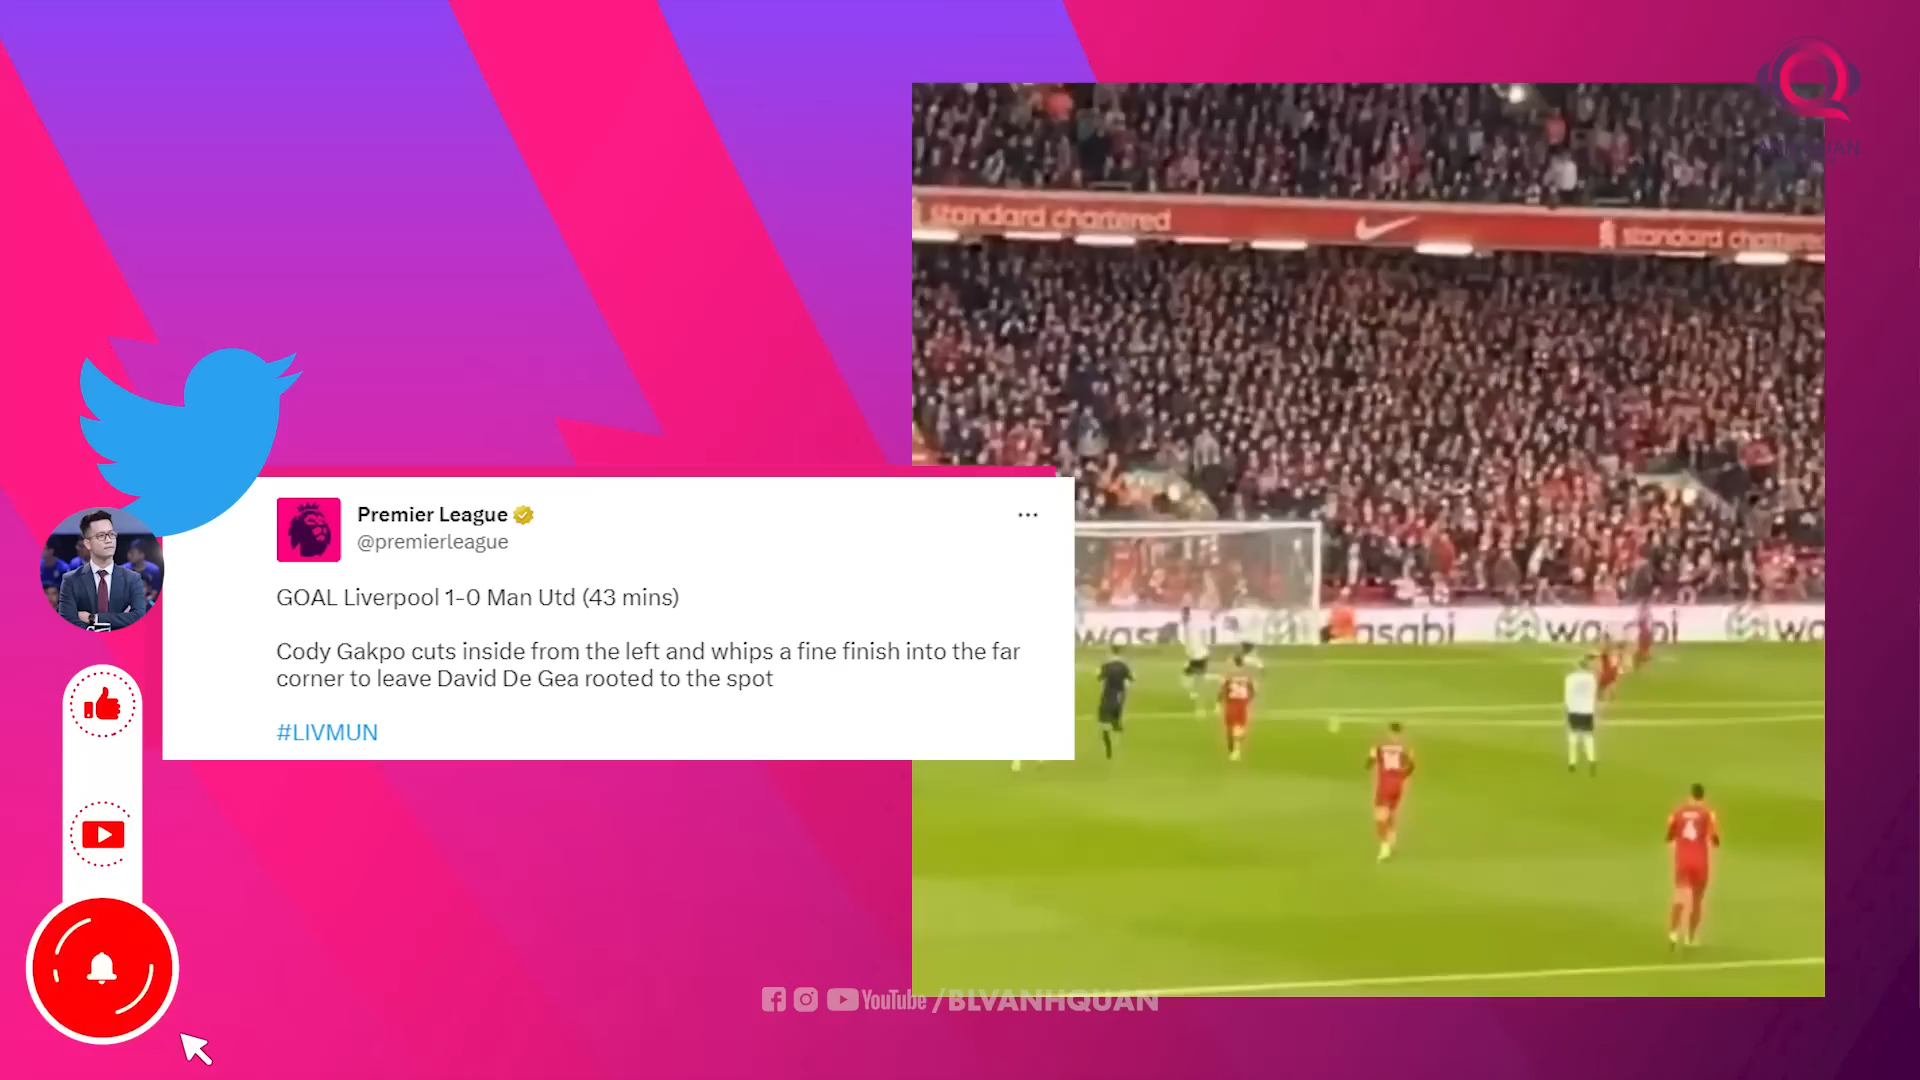 standard chartered
standard chartered
Premier League
@premierleague
GOAL Liverpool 1-0 Man Utd (43 mins)
Cody Gakpo cuts inside from the left and whips a fine finish into the far
corner to leave David De Gea rooted to the spot
#LIVMUN
wasabi
4
YouTube /BLVANHQUAN